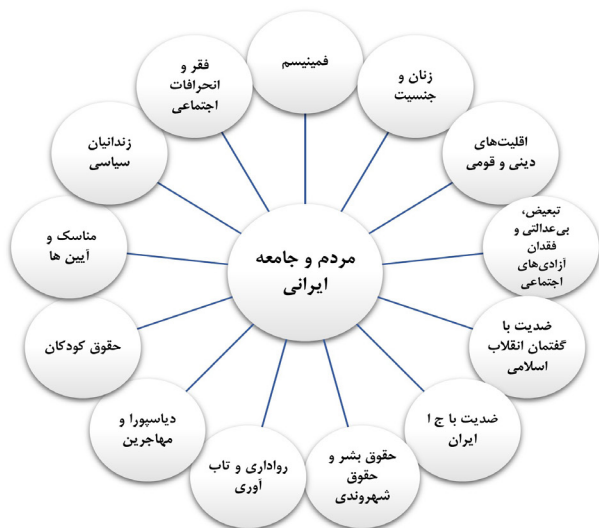 فمینیسم
زنان و
جنسیت
اقلیت‌های
دینی و قومی
تبعیض،
بی‌عدالتی و
فقدان
آزادی‌های
اجتماعی
ضدیت با
گفتمان انقلاب
اسلامی
ضدیت با ج ا
ایران
حقوق بشر و
حقوق
شهروندی
رواداری و تاب
آوری
دیاسپورا و
مهاجرین
حقوق کودکان
مناسک و
آیین ها
زندانیان
سیاسی
فقر و
انحرافات
اجتماعی
مردم و جامعه
ایرانی